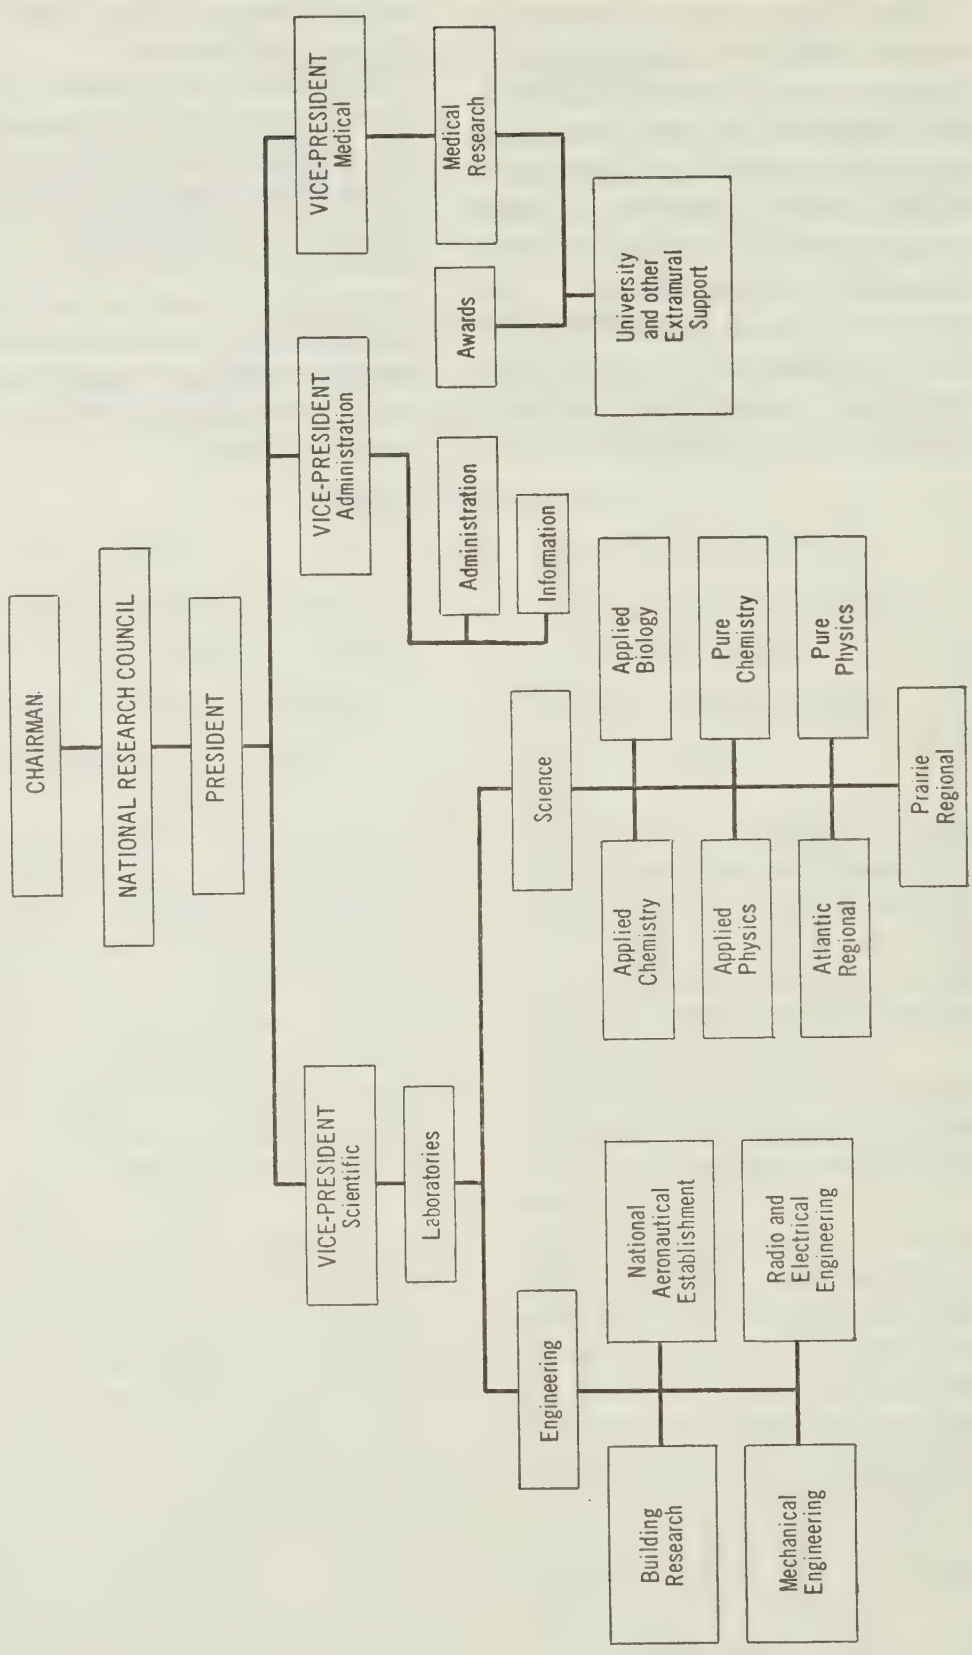 CHAIRMAN
NATIONAL RESEARCH COUNCIL
PRESIDENT
VICE-PRESIDENT
Scientific
VICE-PRESIDENT
Administration
VICE-PRESIDENT
Medical
Laboratories
Administration
Information
Awards
Medical
Research
University
and other
Extramural
Support
Engineering
Science
Building
Research
National
Aeronautical
Establishment
Mechanical
Engineering
Radio and
Electrical
Engineering
Applied
Chemistry
Applied
Biology
Applied
Physics
Pure
Chemistry
Atlantic
Regional
Pure
Physics
Prairie
Regional